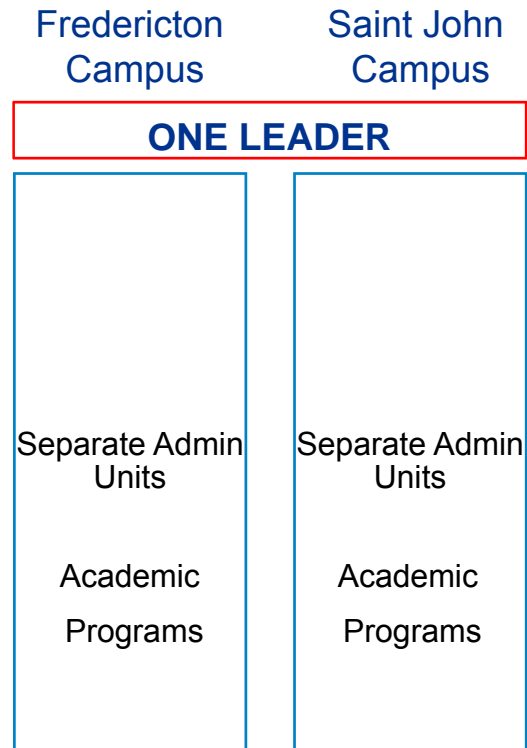 Fredericton
Campus
Saint John
Campus
ONE LEADER
Separate Admin
Units
Academic
Programs
Separate Admin
Units
Academic
Programs